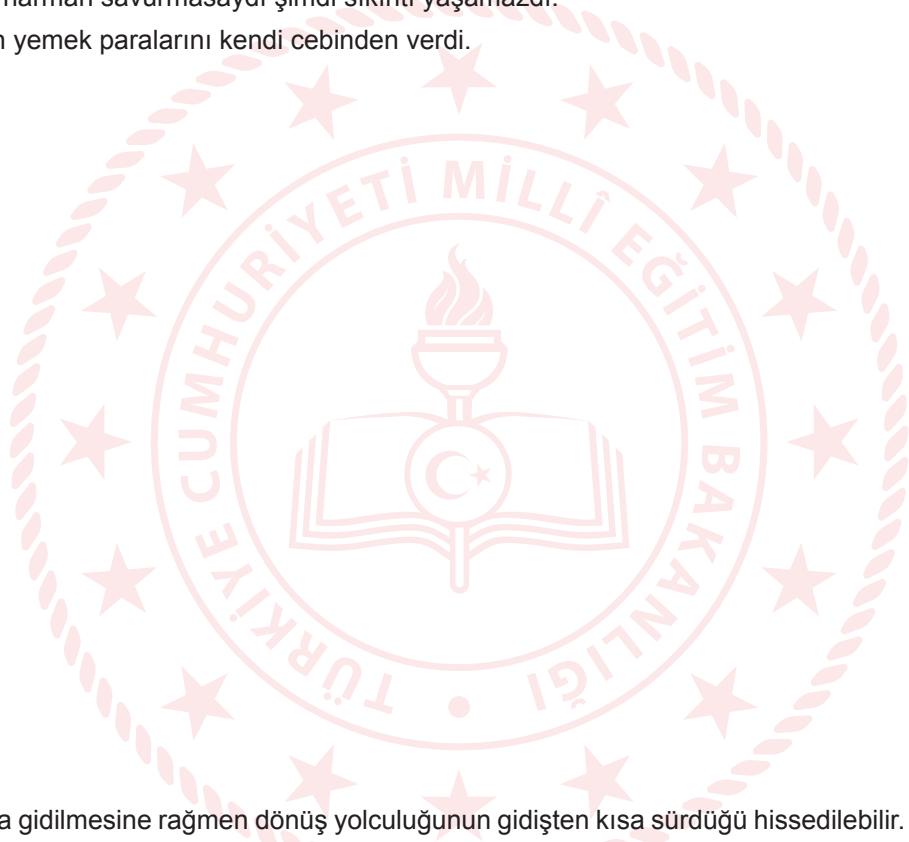 harman savurmasaydı şimdi sıkıntı yaşamazdı.
yemek paralarını kendi cebinden verdi.
TÜRKİYE CUMHURİYETİ MİLLÎ EĞİTİM BAKANLIĞI
gidilmesine rağmen dönüş yolculuğunun gidişten kısa sürdüğü hissedilebilir.